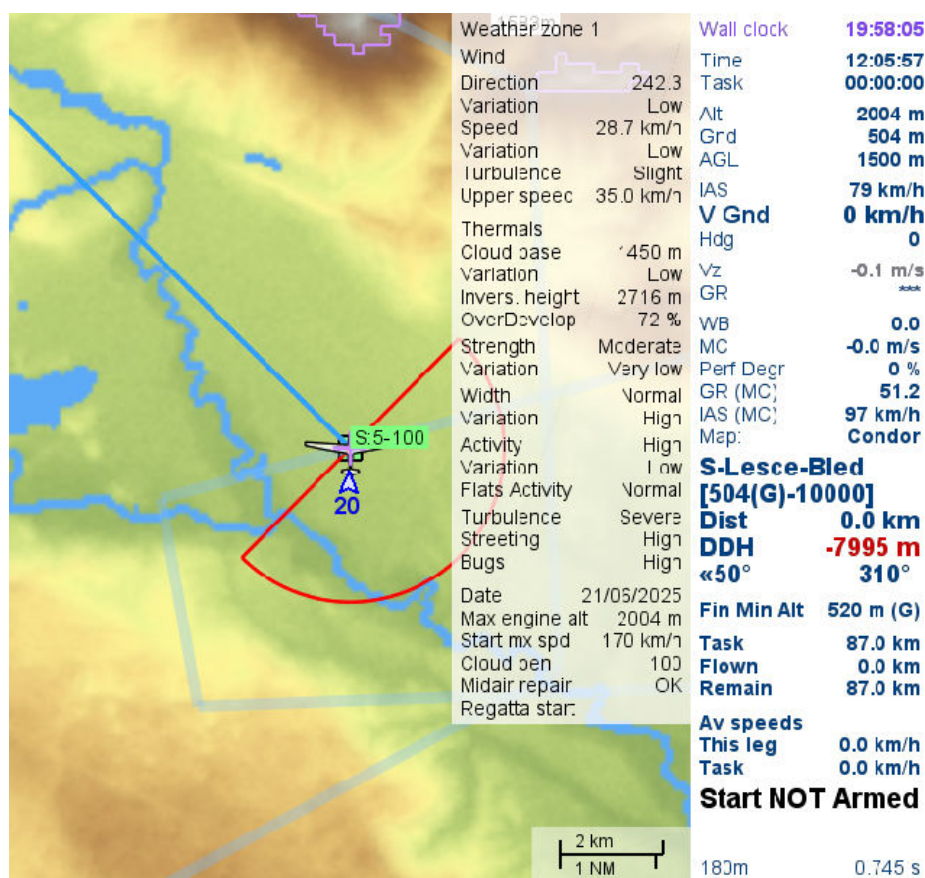 1533m
Weather zone 1
Wind
Direction 242.3
Variation Low
Speed 28.7 km/h
Variation Low
Turbulence Slight
Upper speed 35.0 km/h
Thermals
Cloud base 1450 m
Variation Low
Invers. height 2716 m
OverDevelop 72 %
Strength Moderate
Variation Very low
Width Normal
Variation High
Activity High
Variation Low
Flats Activity Normal
Turbulence Severe
Streeting High
Bugs High
Date 21/06/2025
Max engine alt 2004 m
Start mx spd 170 km/h
Cloud pen 100
Midair repair OK
Regatta start
S:5-100
20
2 km
1 NM
Wall clock 19:58:05
Time 12:05:57
Task 00:00:00
Alt 2004 m
Grd 504 m
AGL 1500 m
IAS 79 km/h
V Gnd 0 km/h
Hdg 0
Vz -0.1 m/s
GR ***
WB 0.0
MC -0.0 m/s
Perf Degr 0 %
GR (MC) 51.2
IAS (MC) 97 km/h
Map: Condor
S-Lesce-Bled
[504(G)-10000]
Dist 0.0 km
DDH -7995 m
«50° 310°
Fin Min Alt 520 m (G)
Task 87.0 km
Flown 0.0 km
Remain 87.0 km
Av speeds
This leg 0.0 km/h
Task 0.0 km/h
Start NOT Armed
180m 0.745 s